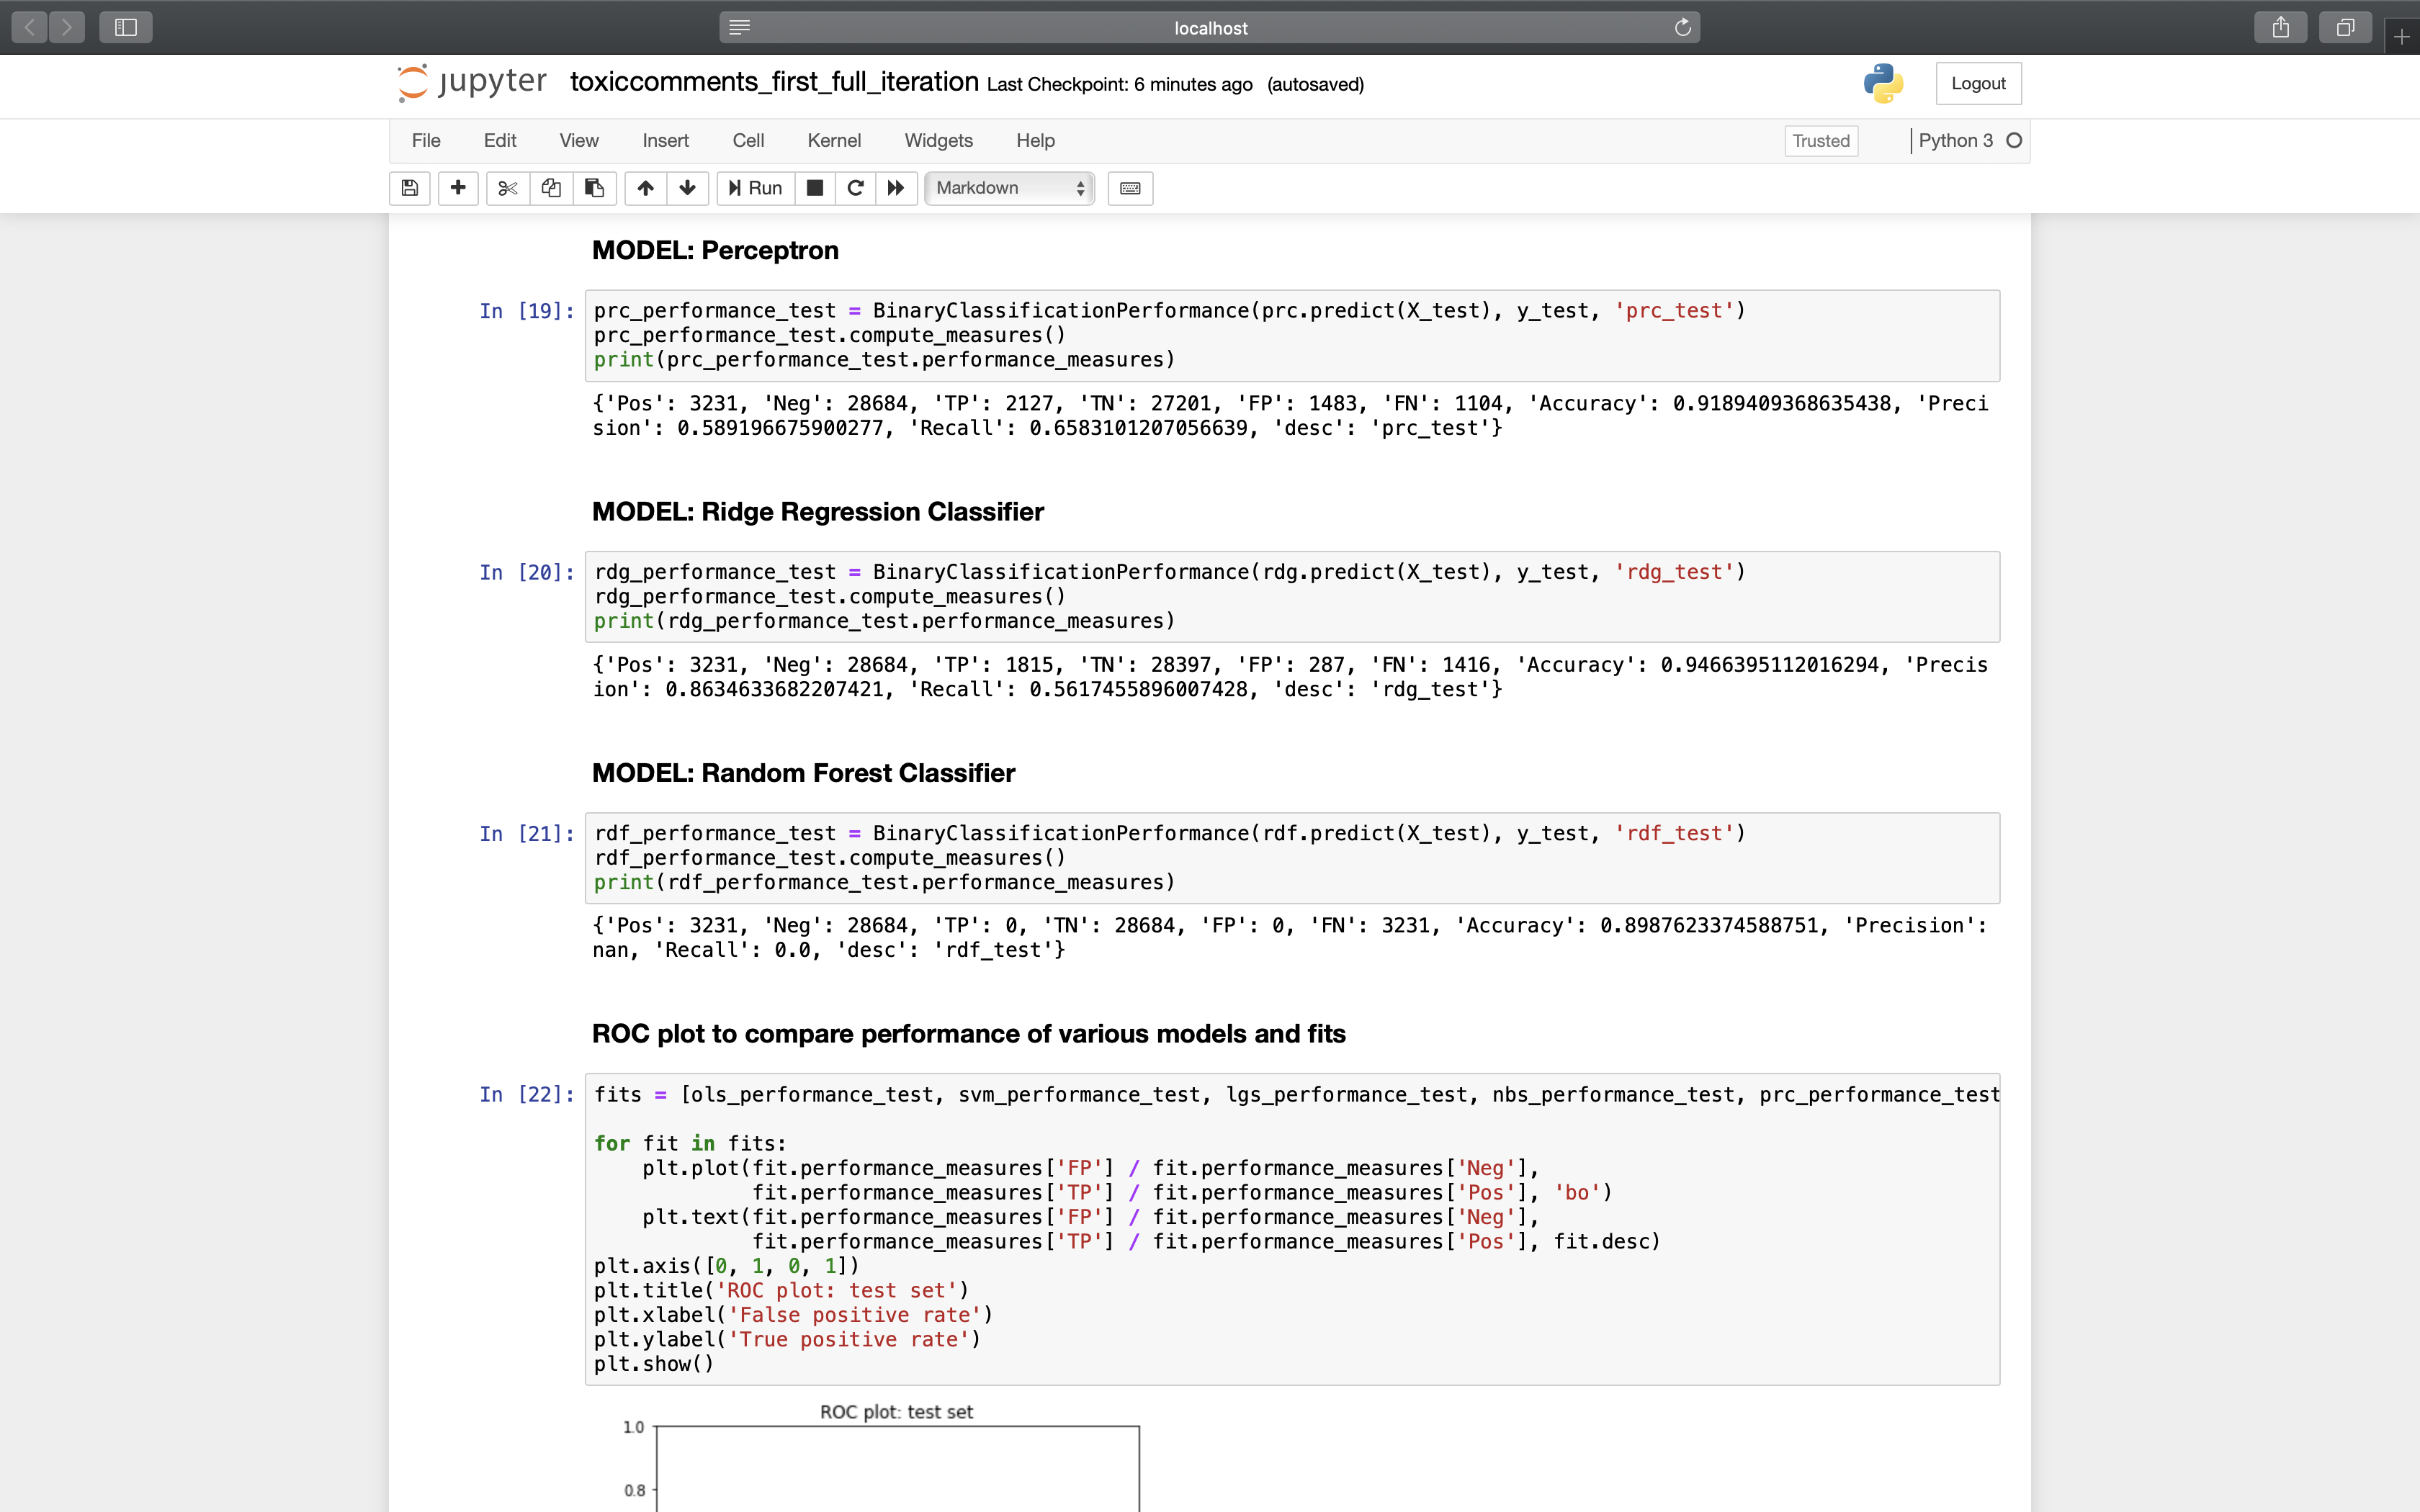 localhost
jupyter toxiccomments_first_full_iteration Last Checkpoint: 6 minutes ago (autosaved)
Logout
File Edit View Insert Cell Kernel Widgets Help
Trusted
Python 3
Run
Markdown
MODEL: Perceptron
In [19]:
prc_performance_test = BinaryClassificationPerformance(prc.predict(X_test), y_test, 'prc_test')
prc_performance_test.compute_measures()
print(prc_performance_test.performance_measures)
{'Pos': 3231, 'Neg': 28684, 'TP': 2127, 'TN': 27201, 'FP': 1483, 'FN': 1104, 'Accuracy': 0.9189409368635438, 'Preci
sion': 0.589196675900277, 'Recall': 0.6583101207056639, 'desc': 'prc_test'}
MODEL: Ridge Regression Classifier
In [20]:
rdg_performance_test = BinaryClassificationPerformance(rdg.predict(X_test), y_test, 'rdg_test')
rdg_performance_test.compute_measures()
print(rdg_performance_test.performance_measures)
{'Pos': 3231, 'Neg': 28684, 'TP': 1815, 'TN': 28397, 'FP': 287, 'FN': 1416, 'Accuracy': 0.9466395112016294, 'Precis
ion': 0.8634633682207421, 'Recall': 0.5617455896007428, 'desc': 'rdg_test'}
MODEL: Random Forest Classifier
In [21]:
rdf_performance_test = BinaryClassificationPerformance(rdf.predict(X_test), y_test, 'rdf_test')
rdf_performance_test.compute_measures()
print(rdf_performance_test.performance_measures)
{'Pos': 3231, 'Neg': 28684, 'TP': 0, 'TN': 28684, 'FP': 0, 'FN': 3231, 'Accuracy': 0.8987623374588751, 'Precision':
nan, 'Recall': 0.0, 'desc': 'rdf_test'}
ROC plot to compare performance of various models and fits
In [22]:
fits = [ols_performance_test, svm_performance_test, lgs_performance_test, nbs_performance_test, prc_performance_test
for fit in fits:
    plt.plot(fit.performance_measures['FP'] / fit.performance_measures['Neg'],
             fit.performance_measures['TP'] / fit.performance_measures['Pos'], 'bo')
    plt.text(fit.performance_measures['FP'] / fit.performance_measures['Neg'],
             fit.performance_measures['TP'] / fit.performance_measures['Pos'], fit.desc)
plt.axis([0, 1, 0, 1])
plt.title('ROC plot: test set')
plt.xlabel('False positive rate')
plt.ylabel('True positive rate')
plt.show()
ROC plot: test set
1.0
0.8